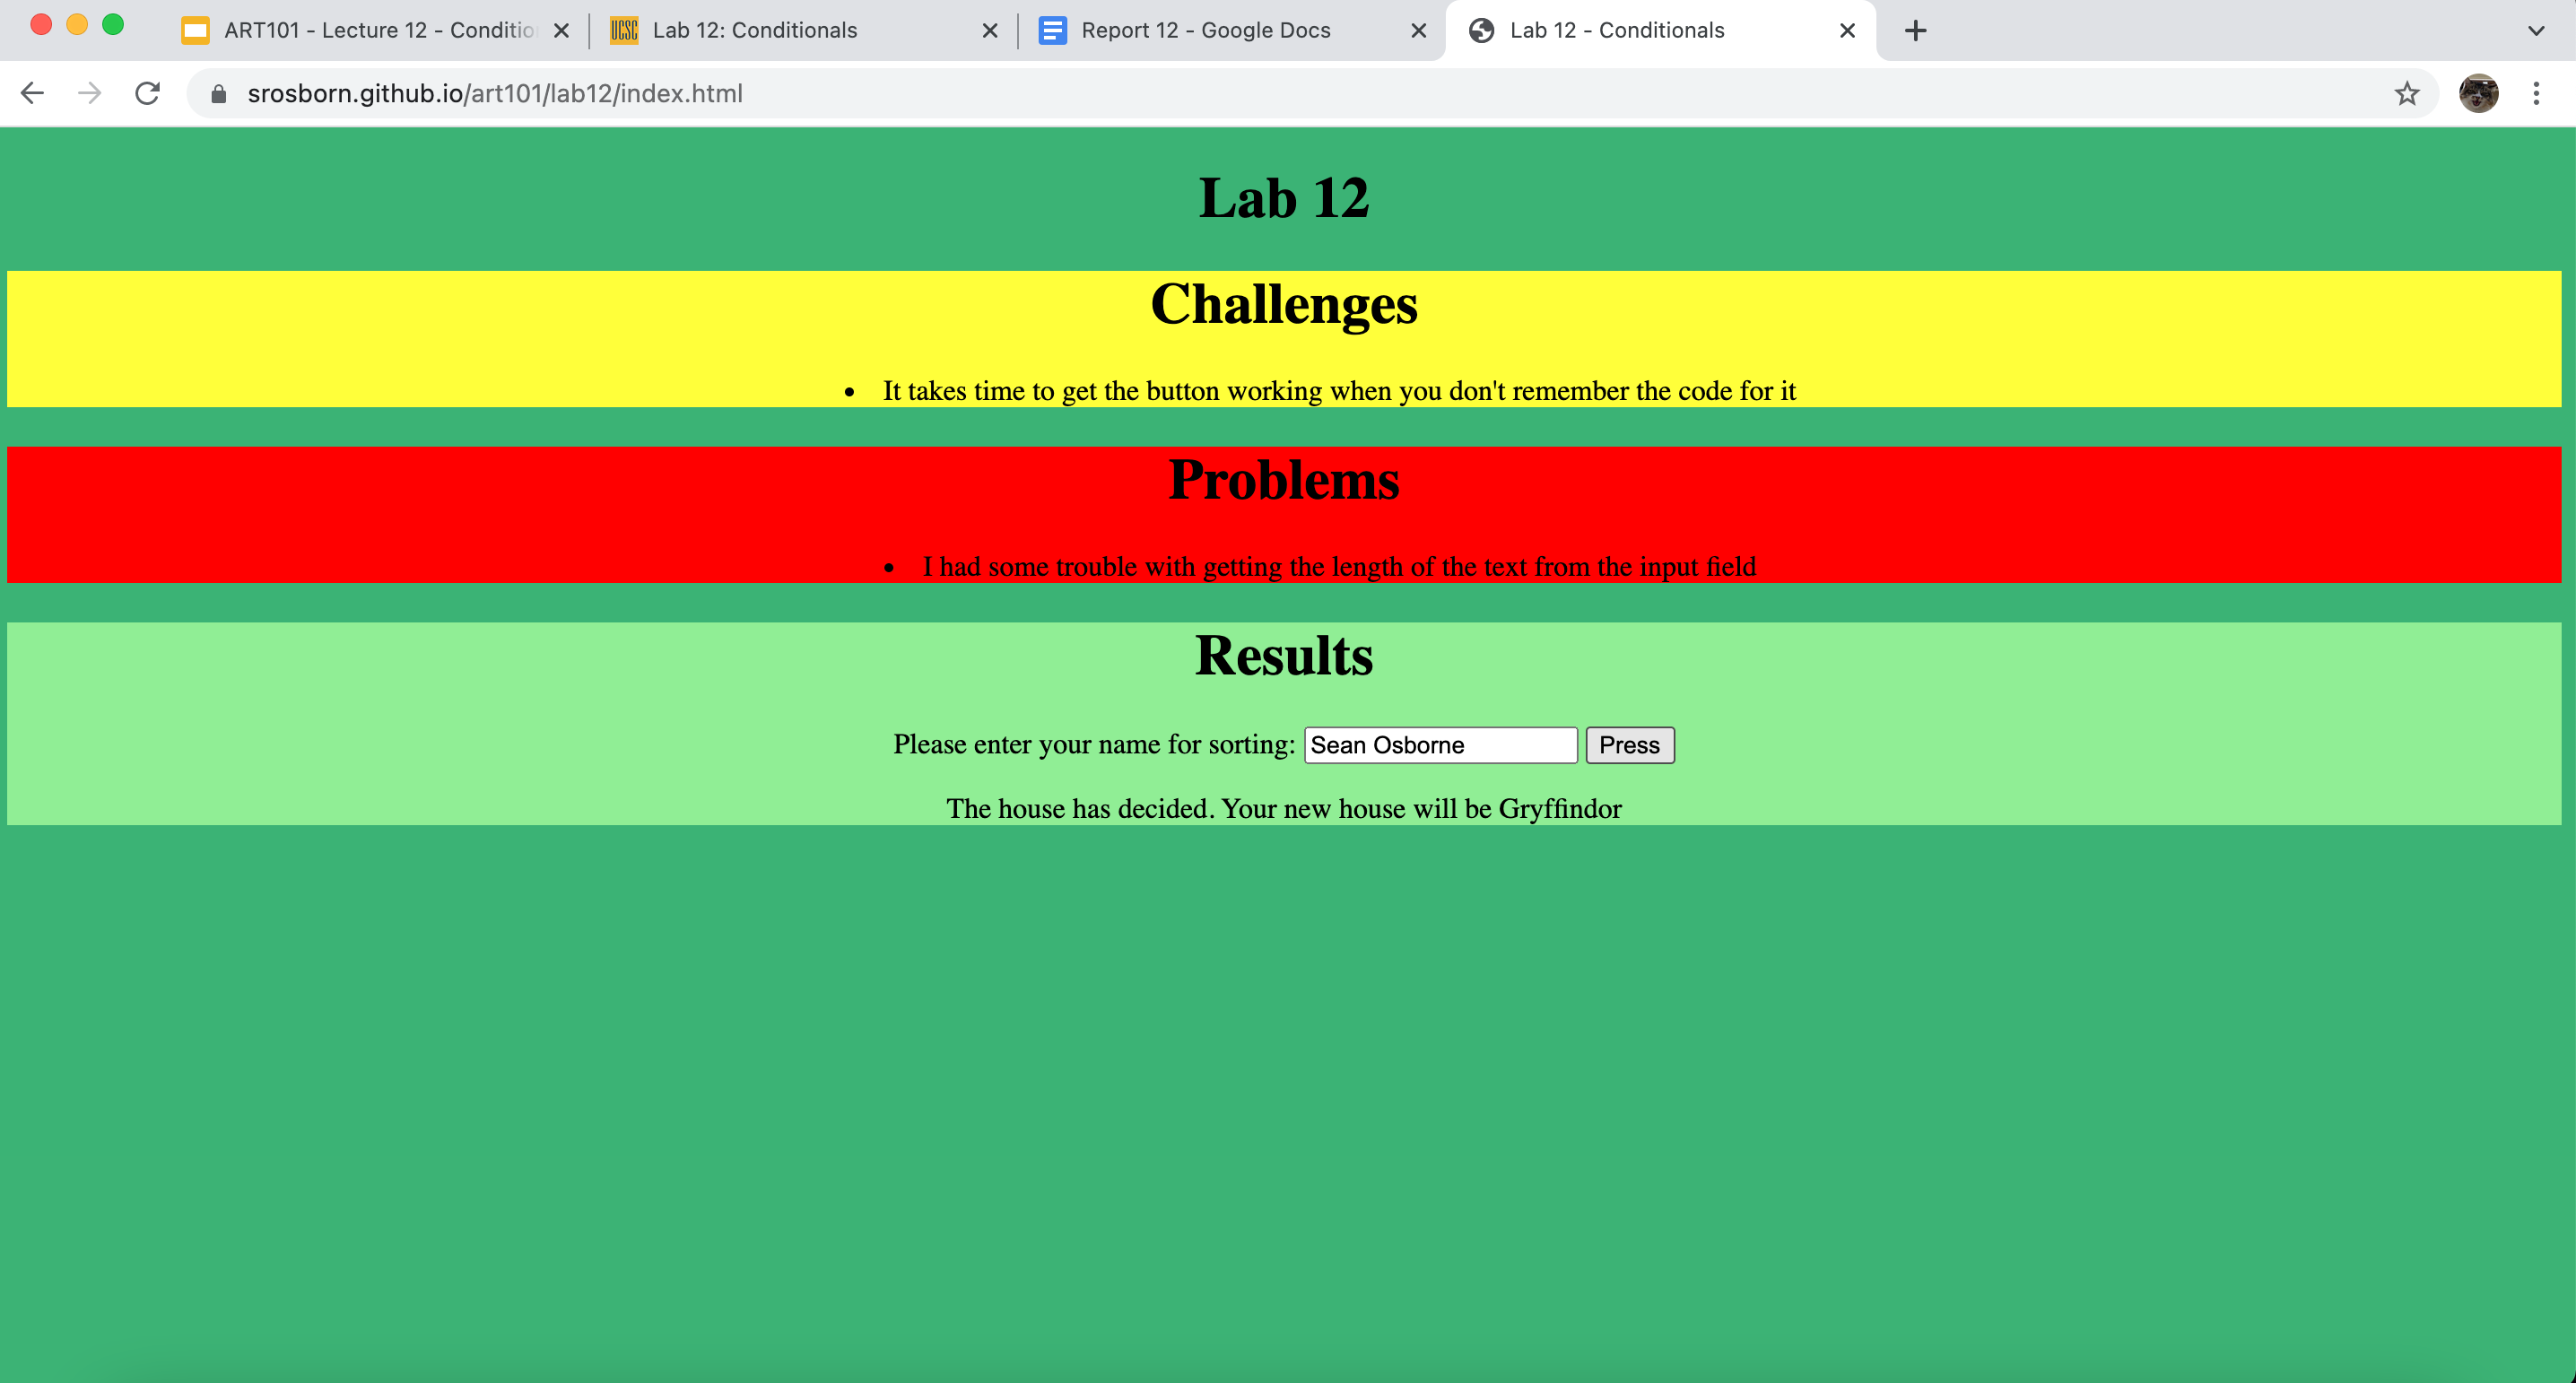 ART101 - Lecture 12 - Conditio
UCSC
Lab 12: Conditionals
Report 12 - Google Docs
Lab 12 - Conditionals
srosborn.github.io/art101/lab12/index.html
Lab 12
Challenges
• It takes time to get the button working when you don't remember the code for it
Problems
• I had some trouble with getting the length of the text from the input field
Results
Please enter your name for sorting: Sean Osborne Press
The house has decided. Your new house will be Gryffindor